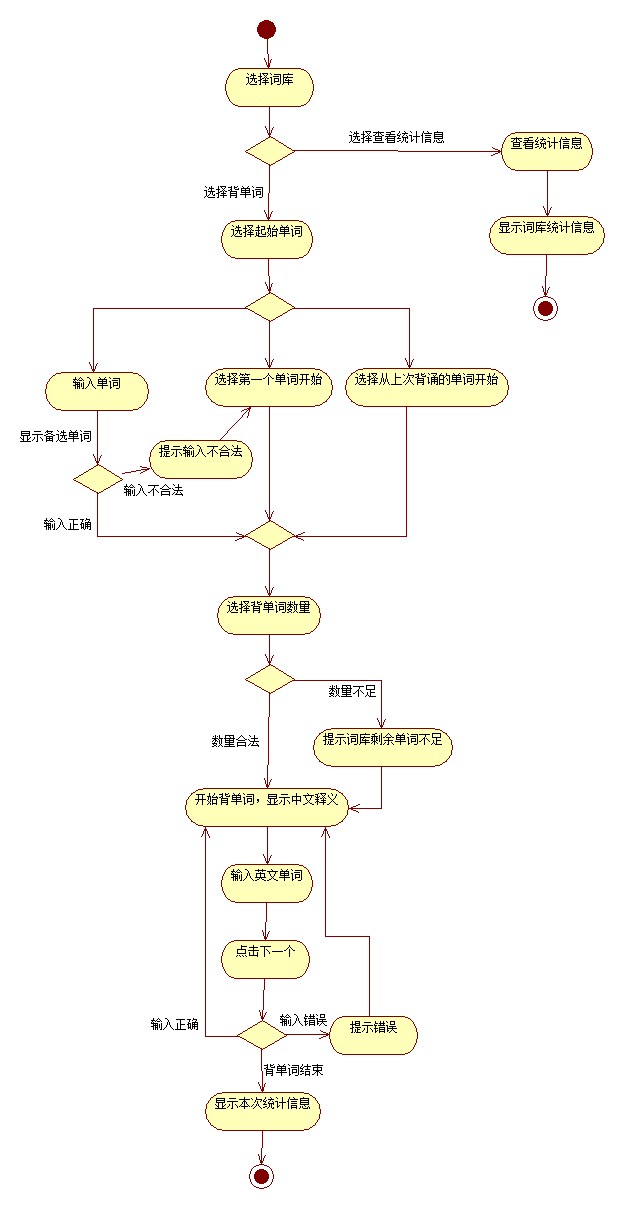 选择词库
选择查看统计信息
查看统计信息
选择背单词
显示词库统计信息
选择起始单词
输入单词
选择第一个单词开始
选择从上次背诵的单词开始
显示备选单词
提示输入不合法
输入不合法
输入正确
选择背单词数量
数量不足
数量合法
提示词库剩余单词不足
开始背单词，显示中文释义
输入英文单词
点击下一个
输入正确
输入错误
提示错误
背单词结束
显示本次统计信息